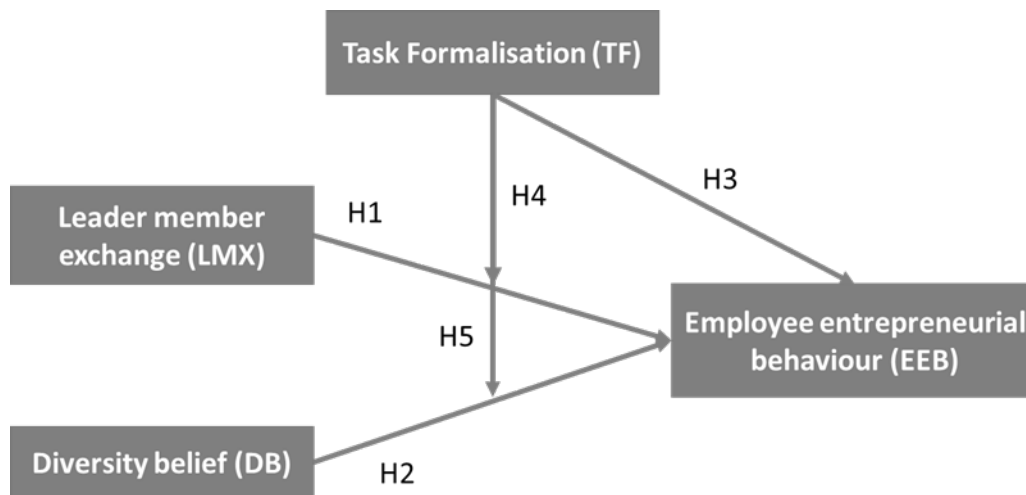 Task Formalisation (TF)
H3
H4
H1
Leader member
exchange (LMX)
Employee entrepreneurial
behaviour (EEB)
H5
Diversity belief (DB)
H2